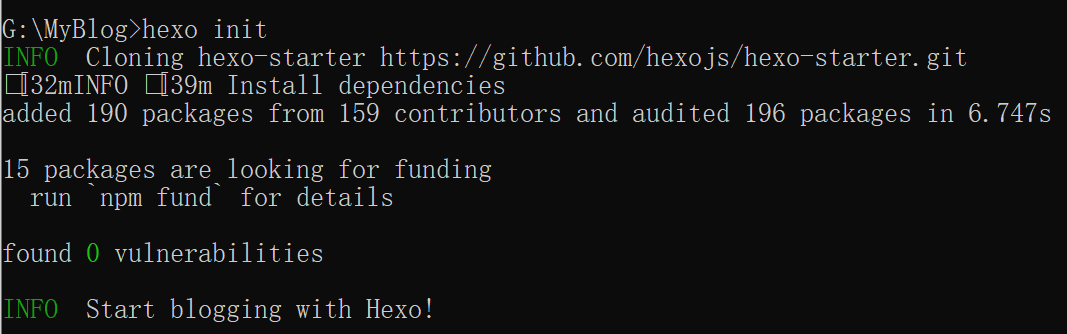 G:\MyBlog>hexo init
INFO  Cloning hexo-starter https://github.com/hexojs/hexo-starter.git
□[32mINFO □[39m Install dependencies
added 190 packages from 159 contributors and audited 196 packages in 6.747s
15 packages are looking for funding
  run `npm fund` for details
found 0 vulnerabilities
INFO  Start blogging with Hexo!